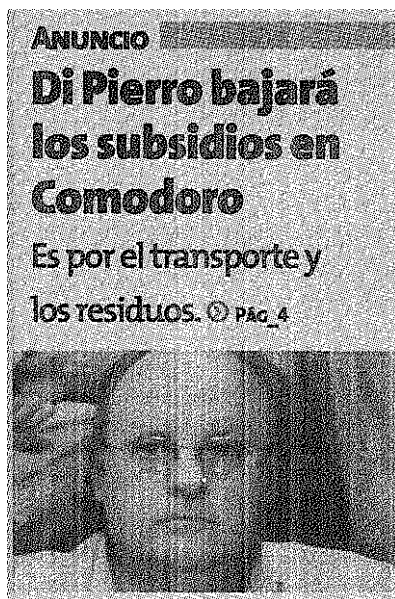 ANUNCIO
Di Pierro bajará
los subsidios en
Comodoro
Es por el transporte y
los residuos. PÁG_4